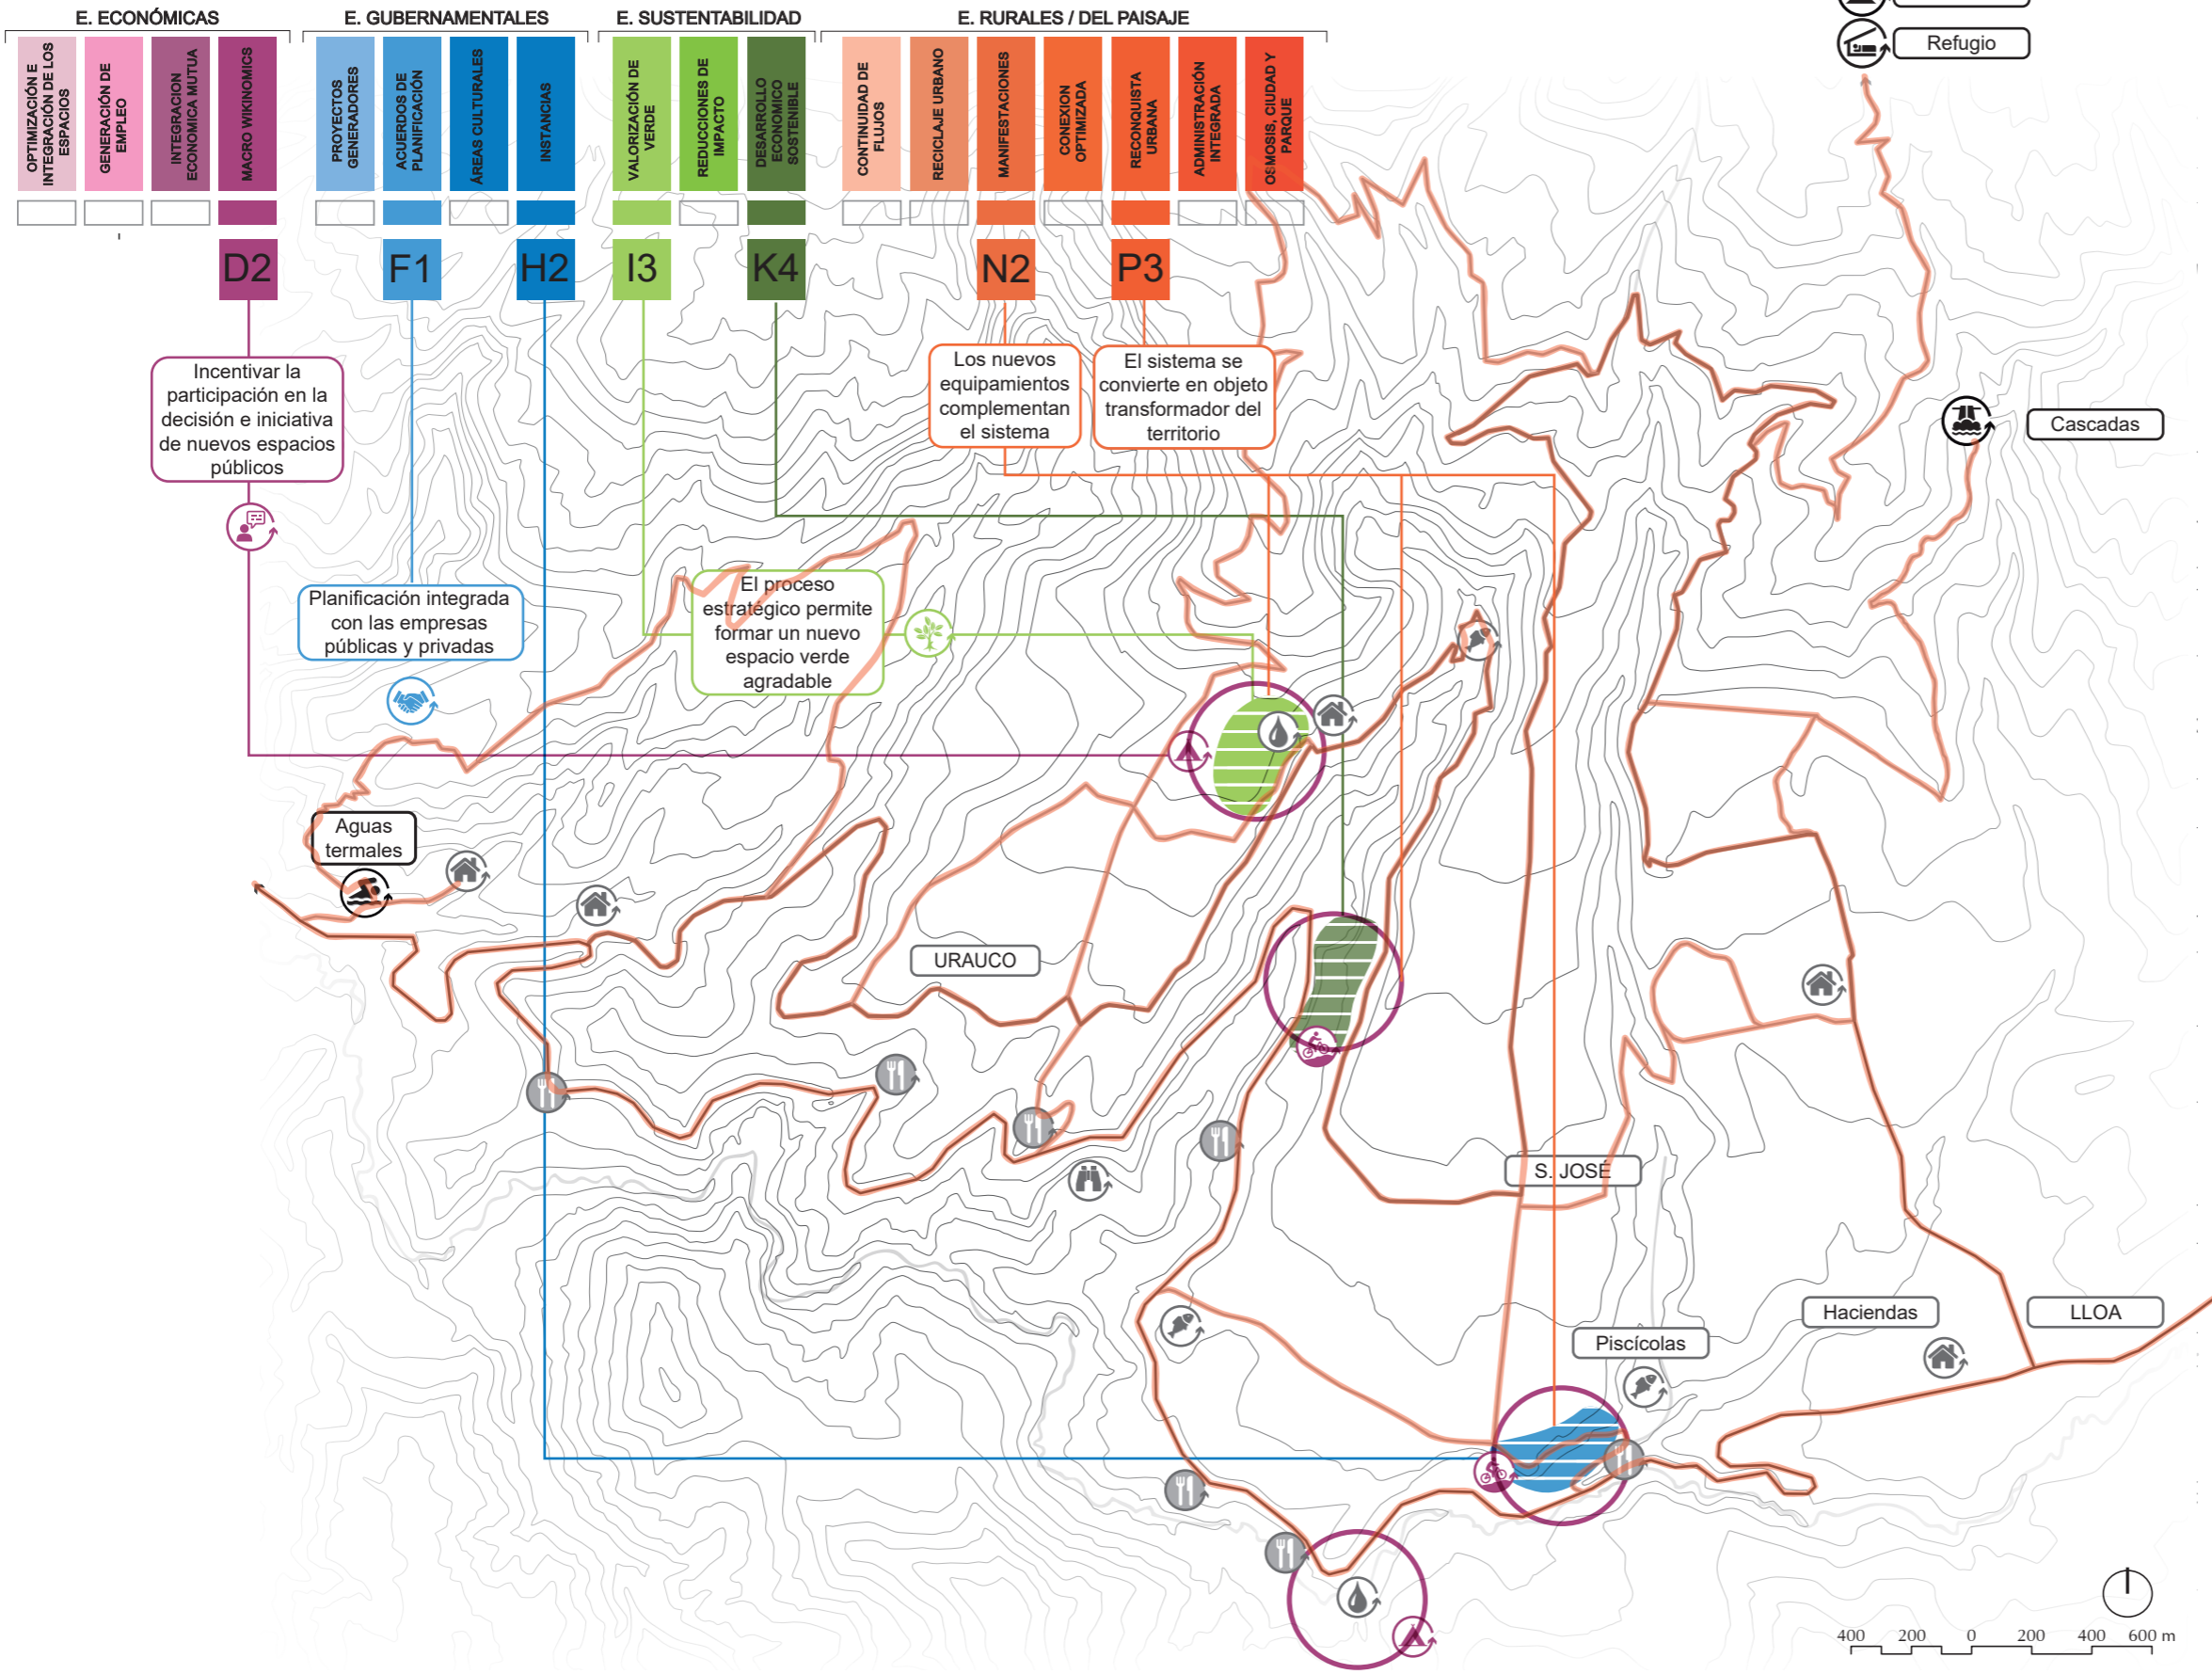 E. ECONÓMICAS
E. GUBERNAMENTALES
E. SUSTENTABILIDAD
E. RURALES / DEL PAISAJE
OPTIMIZACIÓN E
INTEGRACIÓN DE LOS
ESPACIOS
GENERACIÓN DE
EMPLEO
INTEGRACION
ECONOMICA MUTUA
MACRO WIKINOMICS
PROYECTOS
GENERADORES
ACUERDOS DE
PLANIFICACIÓN
ÁREAS CULTURALES
INSTANCIAS
VALORIZACIÓN DE
VERDE
REDUCCIONES DE
IMPACTO
DESARROLLO
ECONOMICO
SOSTENIBLE
CONTINUIDAD DE
FLUJOS
RECICLAJE URBANO
MANIFESTACIONES
CONEXION
OPTIMIZADA
RECONQUISTA
URBANA
ADMINISTRACIÓN
INTEGRADA
OSMOSIS, CIUDAD Y
PARQUE
Refugio
D2
F1
H2
I3
K4
N2
P3
Incentivar la
participación en la
decisión e iniciativa
de nuevos espacios
públicos
Los nuevos
equipamientos
complementan
el sistema
El sistema se
convierte en objeto
transformador del
territorio
Cascadas
Planificación integrada
con las empresas
públicas y privadas
El proceso
estratégico permite
formar un nuevo
espacio verde
agradable
Aguas
termales
URAUCO
S. JOSÉ
Haciendas
LLOA
Piscícolas
400 200 0 200 400 600 m